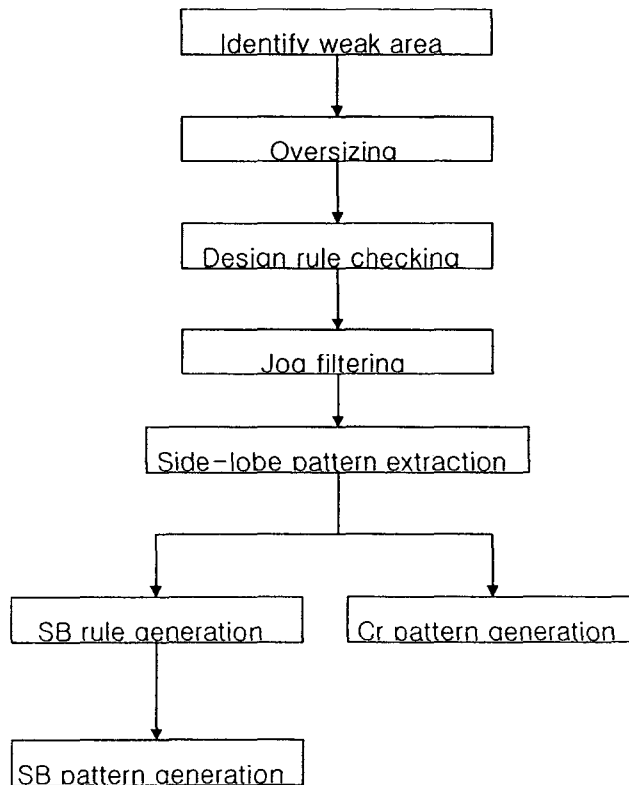 Identify weak area
Oversizing
Design rule checking
Jog filtering
Side-lobe pattern extraction
SB rule generation
Cr pattern generation
SB pattern generation